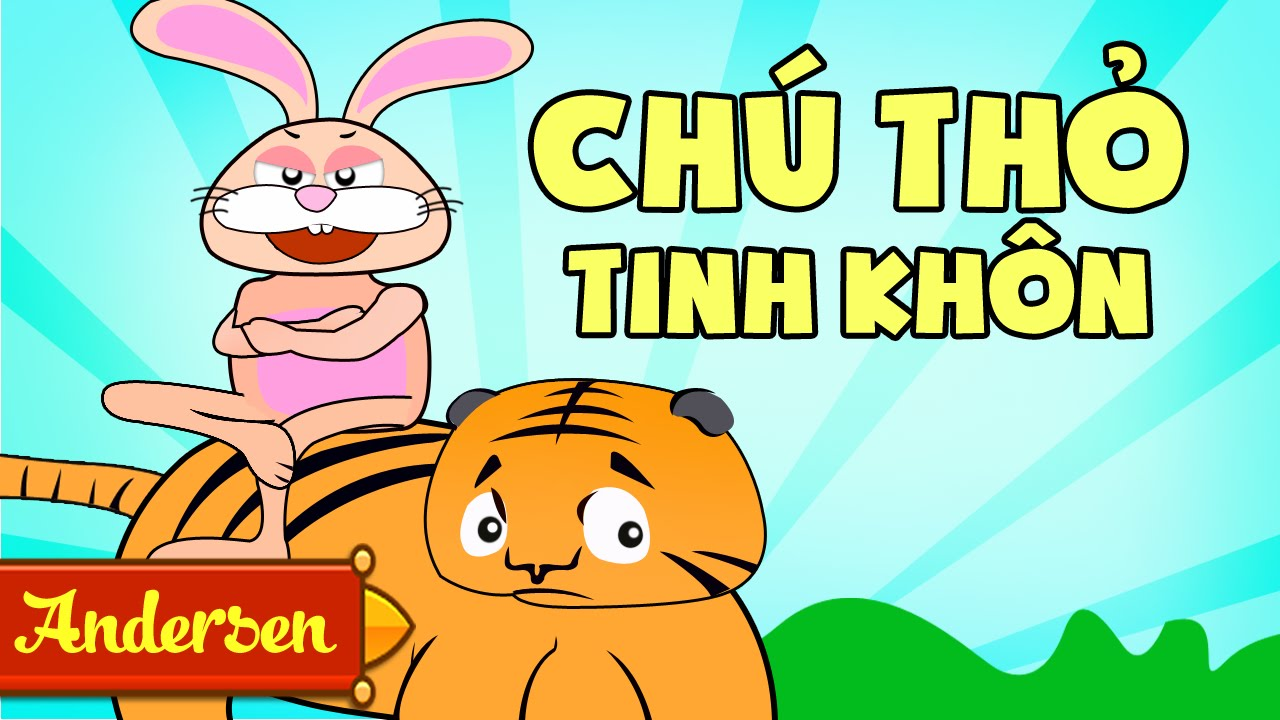 CHÚ THỎ
TINH KHÔN
Andersen